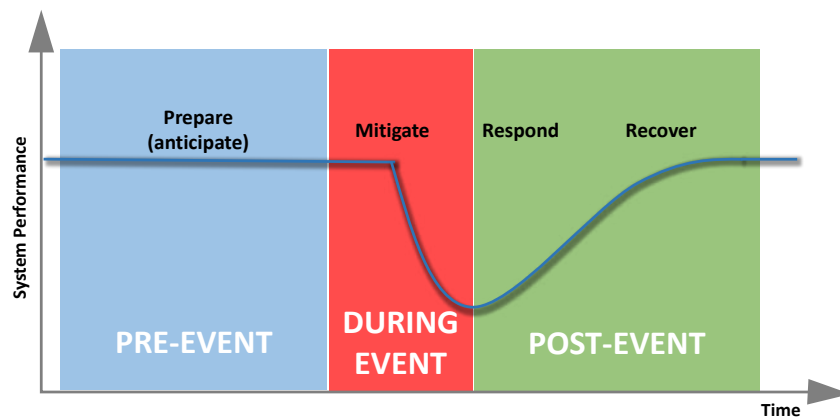 Prepare
(anticipate)
Mitigate
Respond
Recover
System Performance
PRE-EVENT
DURING
EVENT
POST-EVENT
Time